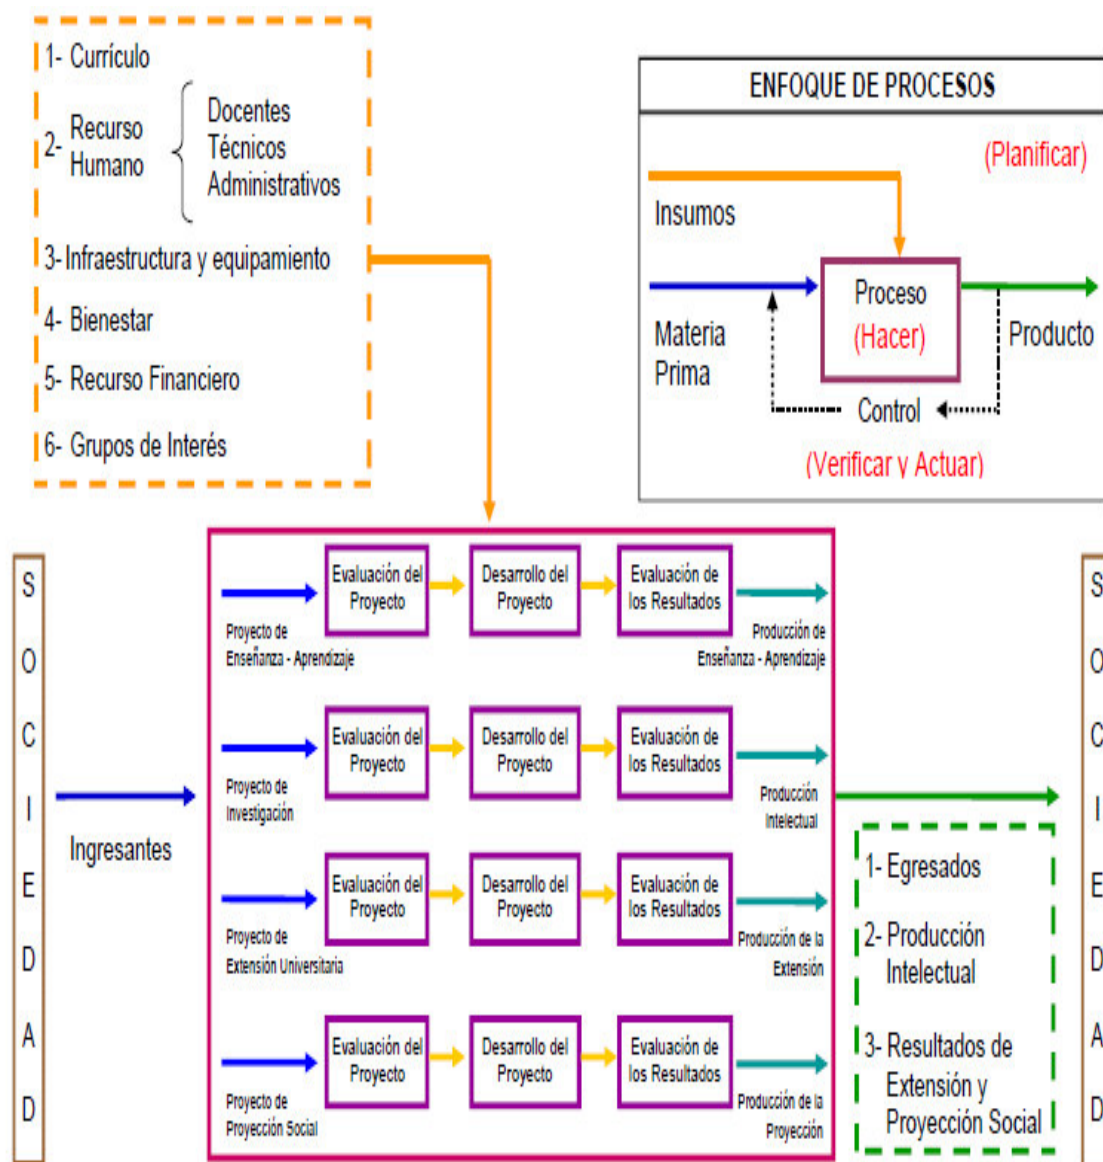 1- Currículo
2- Recurso
Humano
Docentes
Técnicos
Administrativos
3- Infraestructura y equipamiento
4- Bienestar
5- Recurso Financiero
6- Grupos de Interés
ENFOQUE DE PROCESOS
(Planificar)
Insumos
Proceso
(Hacer)
Materia
Prima
Producto
Control
(Verificar y Actuar)
SOCIEDAD
Ingresantes
Proyecto de
Enseñanza - Aprendizaje
Evaluación del
Proyecto
Desarrollo del
Proyecto
Evaluación de
los Resultados
Producción de
Enseñanza - Aprendizaje
Proyecto de
Investigación
Evaluación del
Proyecto
Desarrollo del
Proyecto
Evaluación de
los Resultados
Producción
Intelectual
Proyecto de
Extensión Universitaria
Evaluación del
Proyecto
Desarrollo del
Proyecto
Evaluación de
los Resultados
Producción de la
Extensión
Proyecto de
Proyección Social
Evaluación del
Proyecto
Desarrollo del
Proyecto
Evaluación de
los Resultados
Producción de la
Proyección
1- Egresados
2- Producción
Intelectual
3- Resultados de
Extensión y
Proyección Social
SOCIEDAD